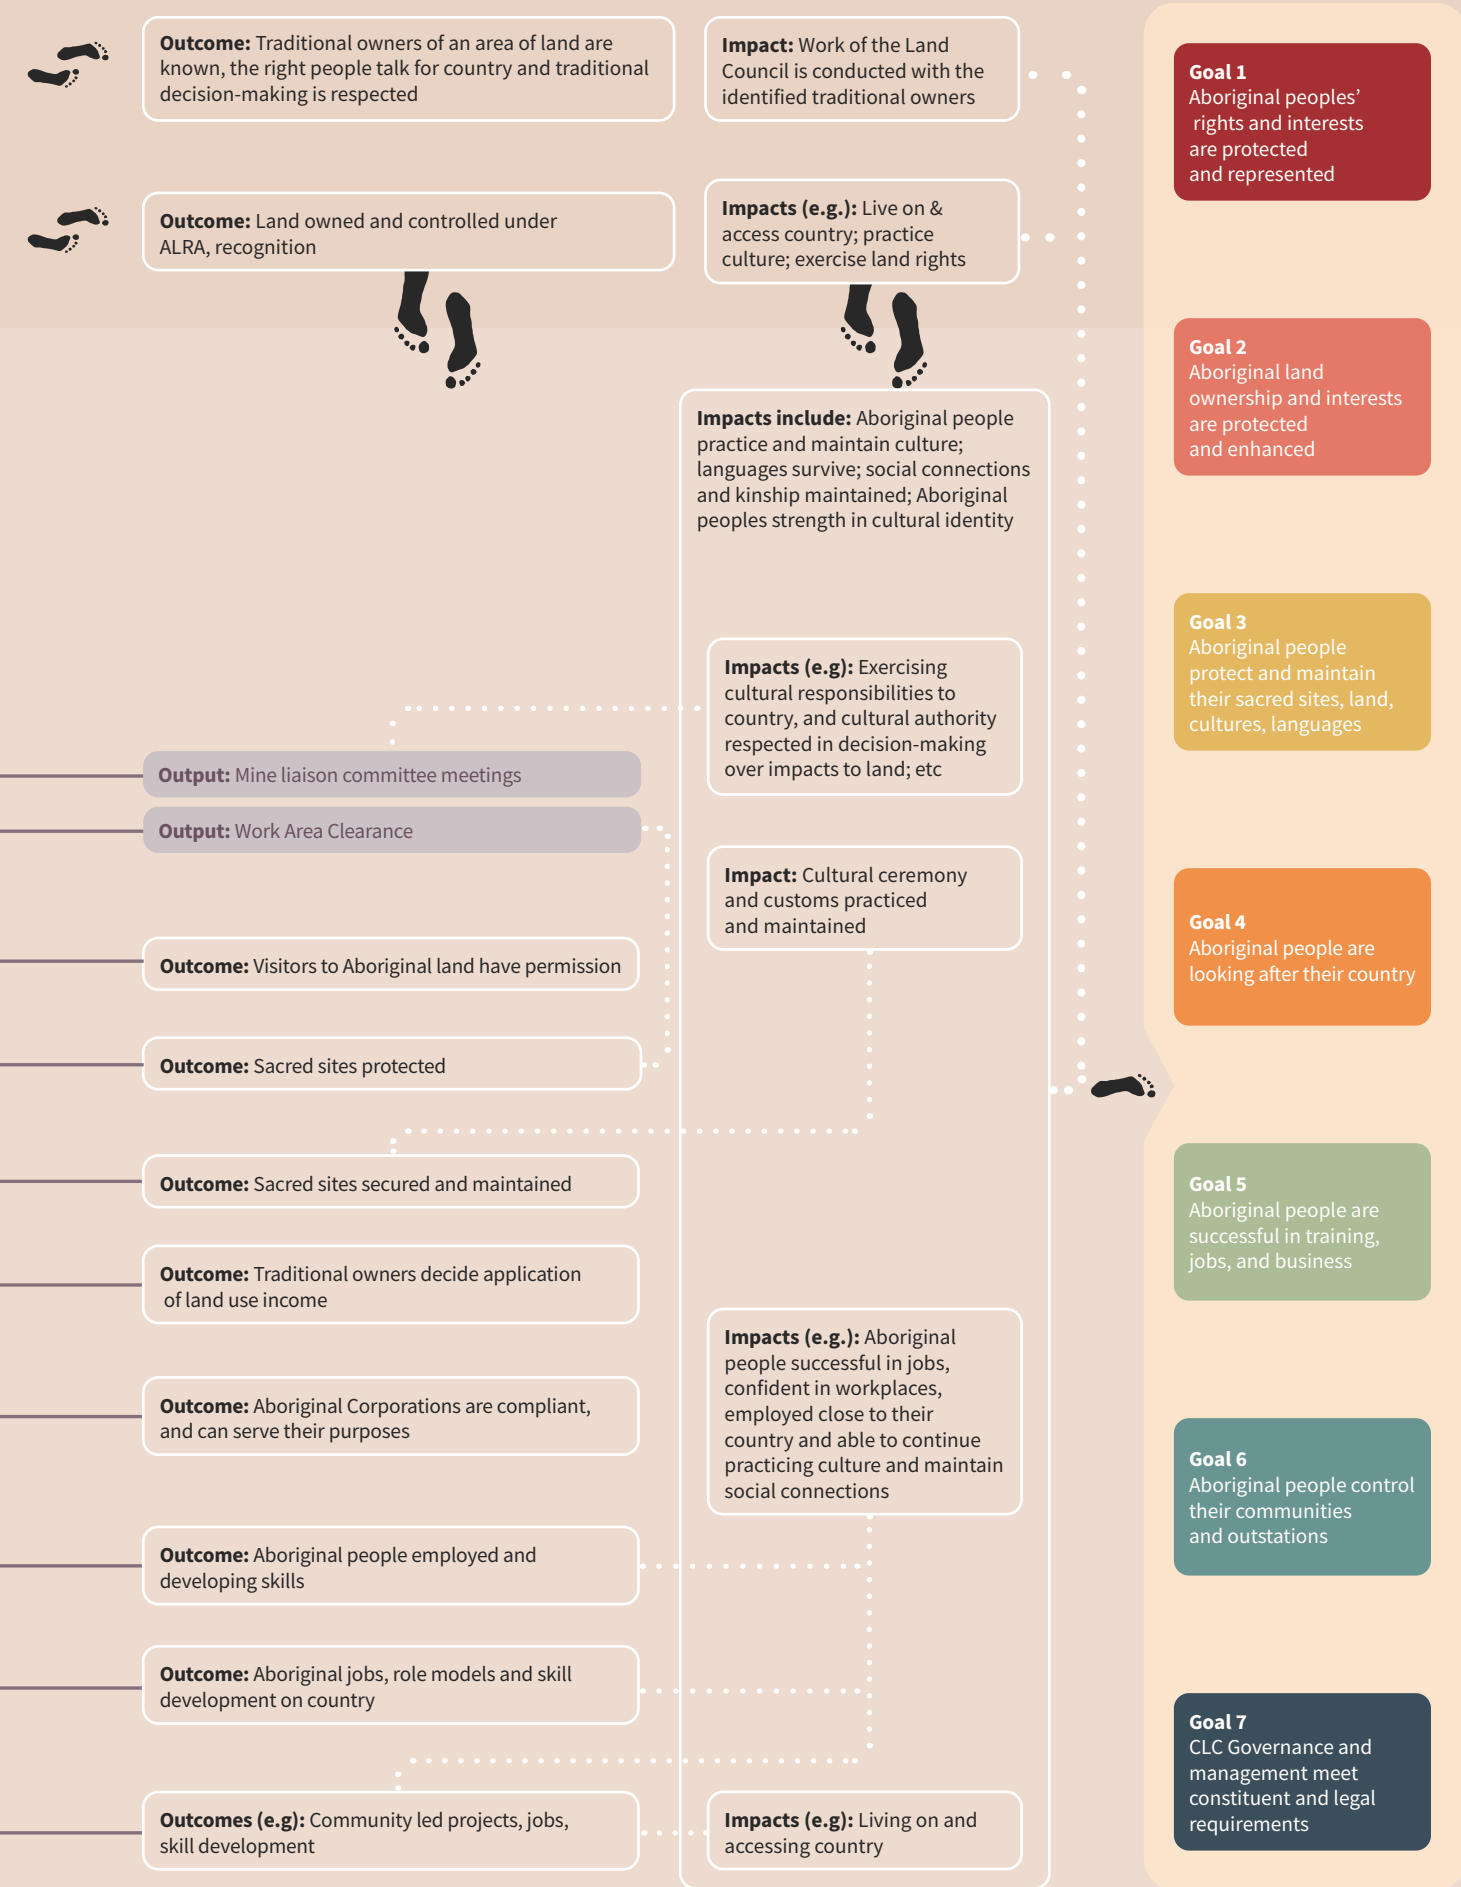 Outcome: Traditional owners of an area of land are
known, the right people talk for country and traditional
decision-making is respected
Impact: Work of the Land
Council is conducted with the
identified traditional owners
Outcome: Land owned and controlled under
ALRA, recognition
Impacts (e.g.): Live on &
access country; practice
culture; exercise land rights
Impacts include: Aboriginal people
practice and maintain culture;
languages survive; social connections
and kinship maintained; Aboriginal
peoples strength in cultural identity
Impacts (e.g): Exercising
cultural responsibilities to
country, and cultural authority
respected in decision-making
over impacts to land; etc
Output: Mine liaison committee meetings
Output: Work Area Clearance
Impact: Cultural ceremony
and customs practiced
and maintained
Outcome: Visitors to Aboriginal land have permission
Outcome: Sacred sites protected
Outcome: Sacred sites secured and maintained
Outcome: Traditional owners decide application
of land use income
Outcome: Aboriginal Corporations are compliant,
and can serve their purposes
Impacts (e.g.): Aboriginal
people successful in jobs,
confident in workplaces,
employed close to their
country and able to continue
practicing culture and maintain
social connections
Outcome: Aboriginal people employed and
developing skills
Outcome: Aboriginal jobs, role models and skill
development on country
Outcomes (e.g): Community led projects, jobs,
skill development
Impacts (e.g): Living on and
accessing country
Goal 1
Aboriginal peoples’
rights and interests
are protected
and represented
Goal 2
Aboriginal land
ownership and interests
are protected
and enhanced
Goal 3
Aboriginal people
protect and maintain
their sacred sites, land,
cultures, languages
Goal 4
Aboriginal people are
looking after their country
Goal 5
Aboriginal people are
successful in training,
jobs, and business
Goal 6
Aboriginal people control
their communities
and outstations
Goal 7
CLC Governance and
management meet
constituent and legal
requirements